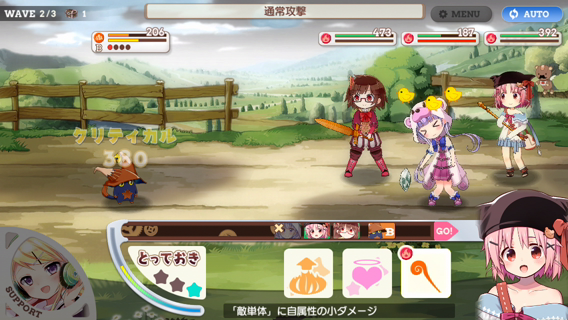 WAVE 2/3 1
通常攻撃
MENU
AUTO
206
B
473
187
392
クリティカル
380
B
GO!
とっておき
SUPPORT
「敵単体」に自属性の小ダメージ